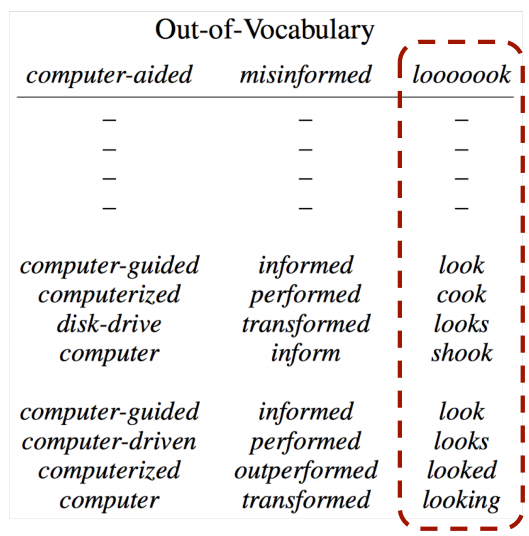 Out-of-Vocabulary
computer-aided misinformed looooook
– – –
– – –
– – –
– – –
computer-guided informed look
computerized performed cook
disk-drive transformed looks
computer inform shook
computer-guided informed look
computer-driven performed looks
computerized outperformed looked
computer transformed looking